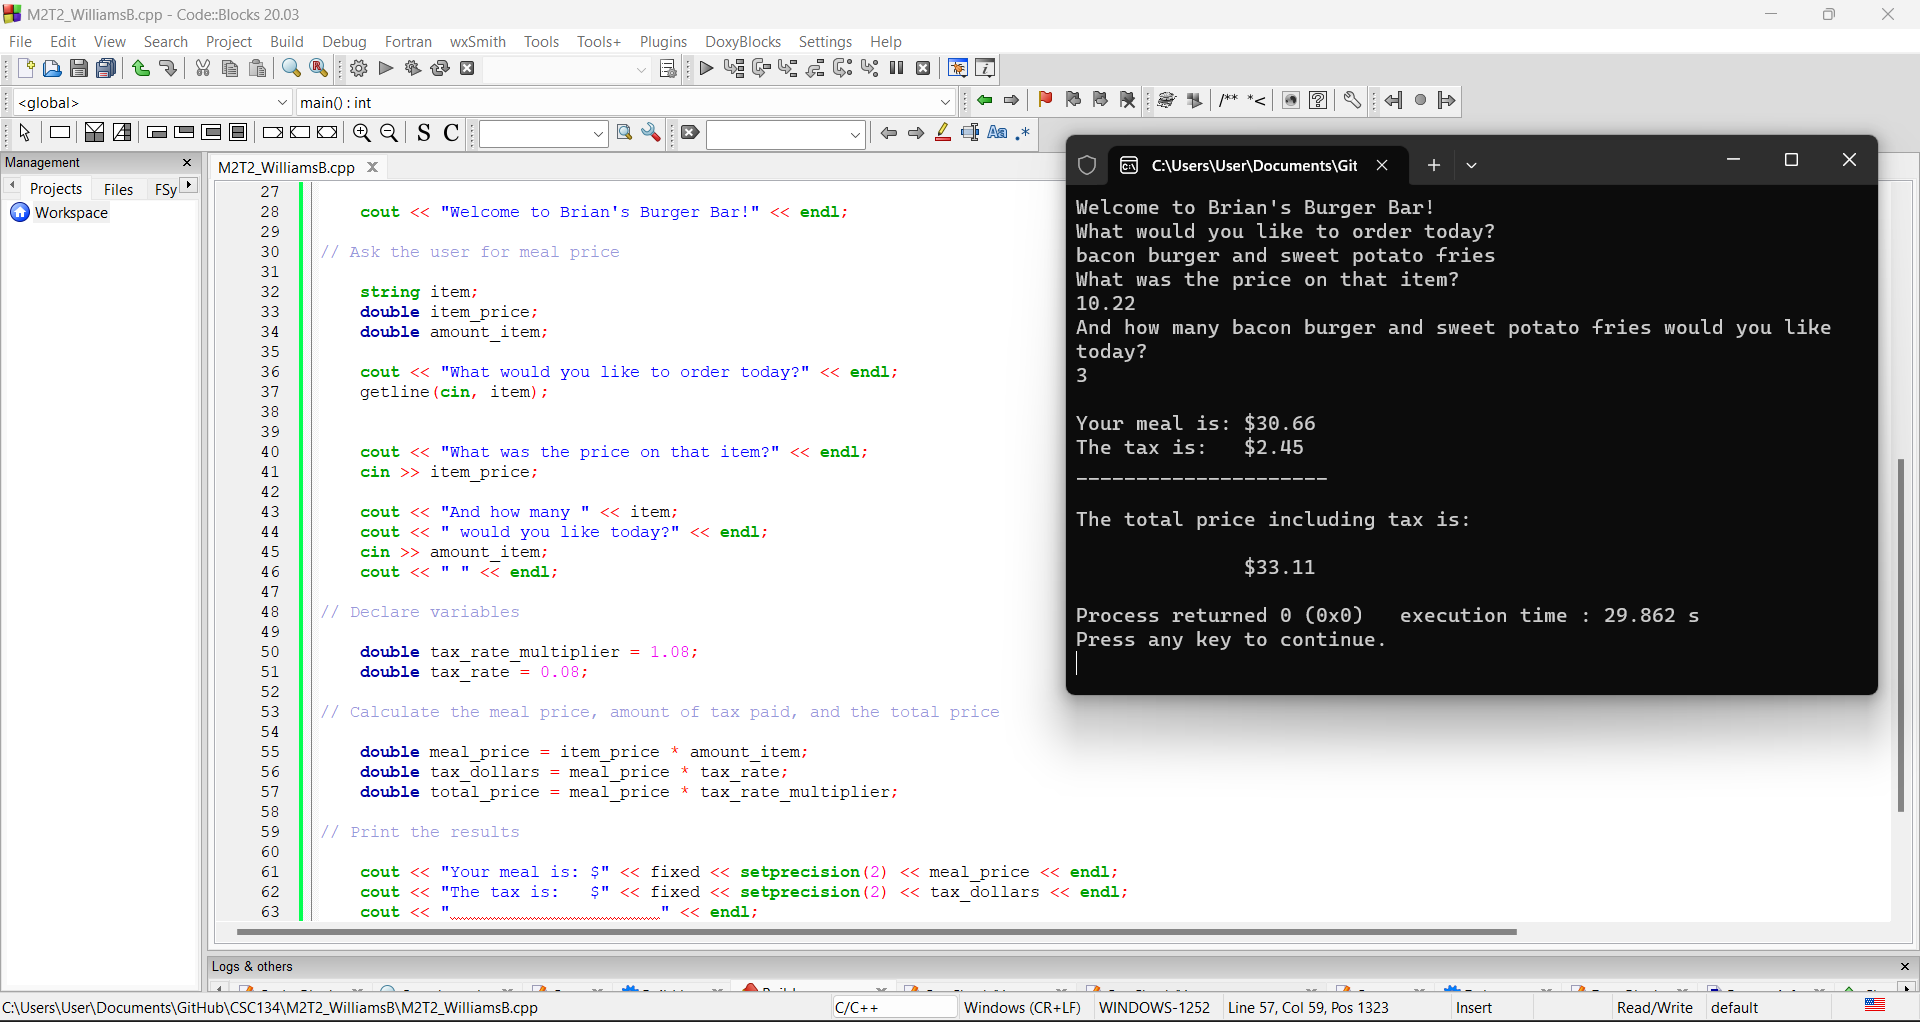 M2T2_WilliamsB.cpp - Code::Blocks 20.03
File Edit View Search Project Build Debug Fortran wxSmith Tools Tools+ Plugins DoxyBlocks Settings Help
<global> main() : int
/** *<
S C Aa .*
Management
Projects Files FSy
Workspace
M2T2_WilliamsB.cpp
27
28 cout << "Welcome to Brian's Burger Bar!" << endl;
29
30 // Ask the user for meal price
31
32 string item;
33 double item_price;
34 double amount_item;
35
36 cout << "What would you like to order today?" << endl;
37 getline(cin, item);
38
39
40 cout << "What was the price on that item?" << endl;
41 cin >> item_price;
42
43 cout << "And how many " << item;
44 cout << " would you like today?" << endl;
45 cin >> amount_item;
46 cout << " " << endl;
47
48 // Declare variables
49
50 double tax_rate_multiplier = 1.08;
51 double tax_rate = 0.08;
52
53 // Calculate the meal price, amount of tax paid, and the total price
54
55 double meal_price = item_price * amount_item;
56 double tax_dollars = meal_price * tax_rate;
57 double total_price = meal_price * tax_rate_multiplier;
58
59 // Print the results
60
61 cout << "Your meal is: $" << fixed << setprecision(2) << meal_price << endl;
62 cout << "The tax is:   $" << fixed << setprecision(2) << tax_dollars << endl;
63 cout << "_____________________" << endl;
C:\Users\User\Documents\Git
Welcome to Brian's Burger Bar!
What would you like to order today?
bacon burger and sweet potato fries
What was the price on that item?
10.22
And how many bacon burger and sweet potato fries would you like
today?
3
Your meal is: $30.66
The tax is:   $2.45
_____________________
The total price including tax is:
$33.11
Process returned 0 (0x0)   execution time : 29.862 s
Press any key to continue.
Logs & others
C:\Users\User\Documents\GitHub\CSC134\M2T2_WilliamsB\M2T2_WilliamsB.cpp C/C++ Windows (CR+LF) WINDOWS-1252 Line 57, Col 59, Pos 1323 Insert Read/Write default